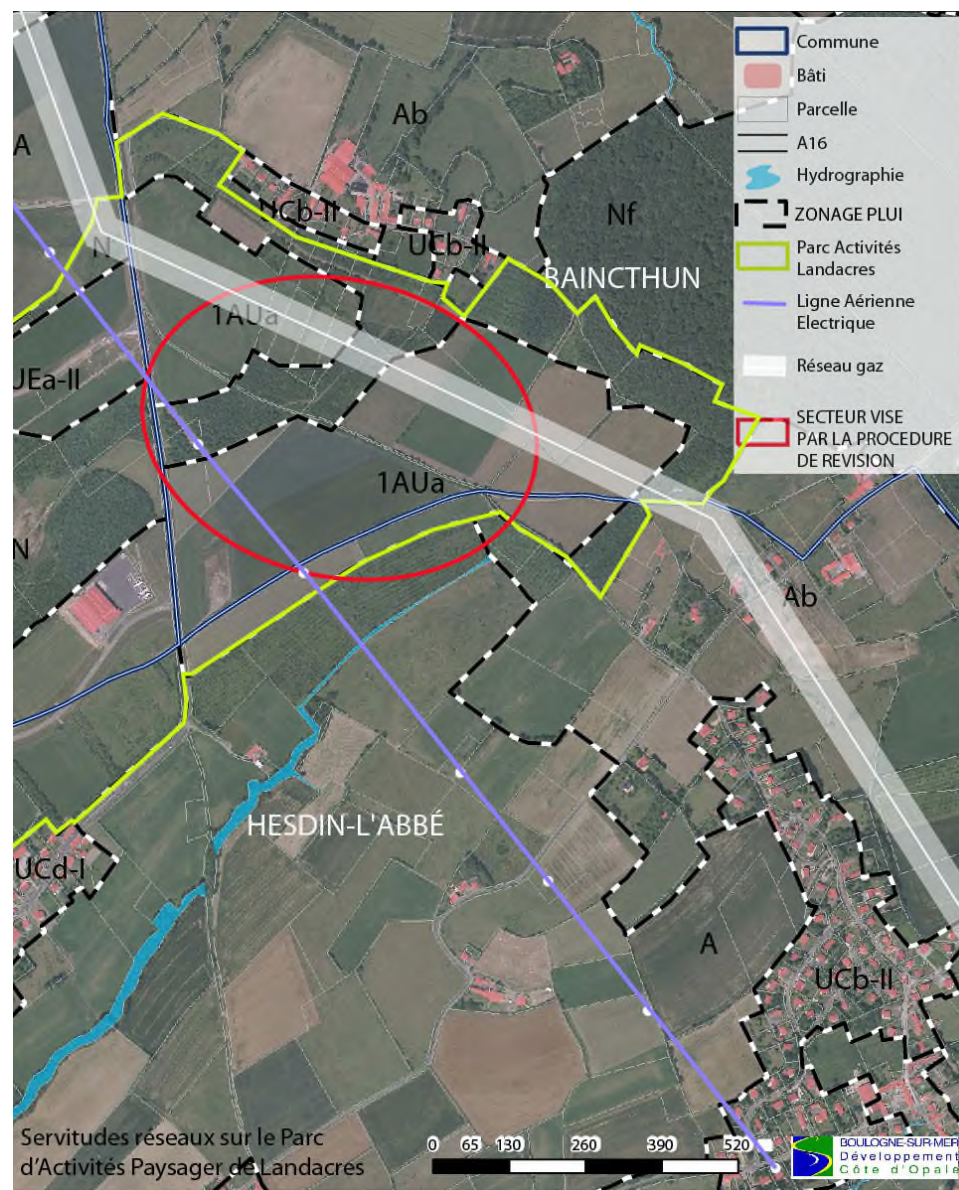 Commune
Bâti
Parcelle
A16
Hydrographie
ZONAGE PLUI
Parc Activités
Landacres
Ligne Aérienne
Electrique
Réseau gaz
SECTEUR VISE
PAR LA PROCEDURE
DE REVISION
Ab
A
UCb-II
Nf
UCb-II
N
BAINCTHUN
1AUa
UEa-II
1AUa
N
Ab
HESDIN-L'ABBÉ
UCd-I
A
UCb-II
Servitudes réseaux sur le Parc
d'Activités Paysager de Landacres
0 65 130 260 390 520
BOULOGNE-SUR-MER
Développement
Côte d'Opale